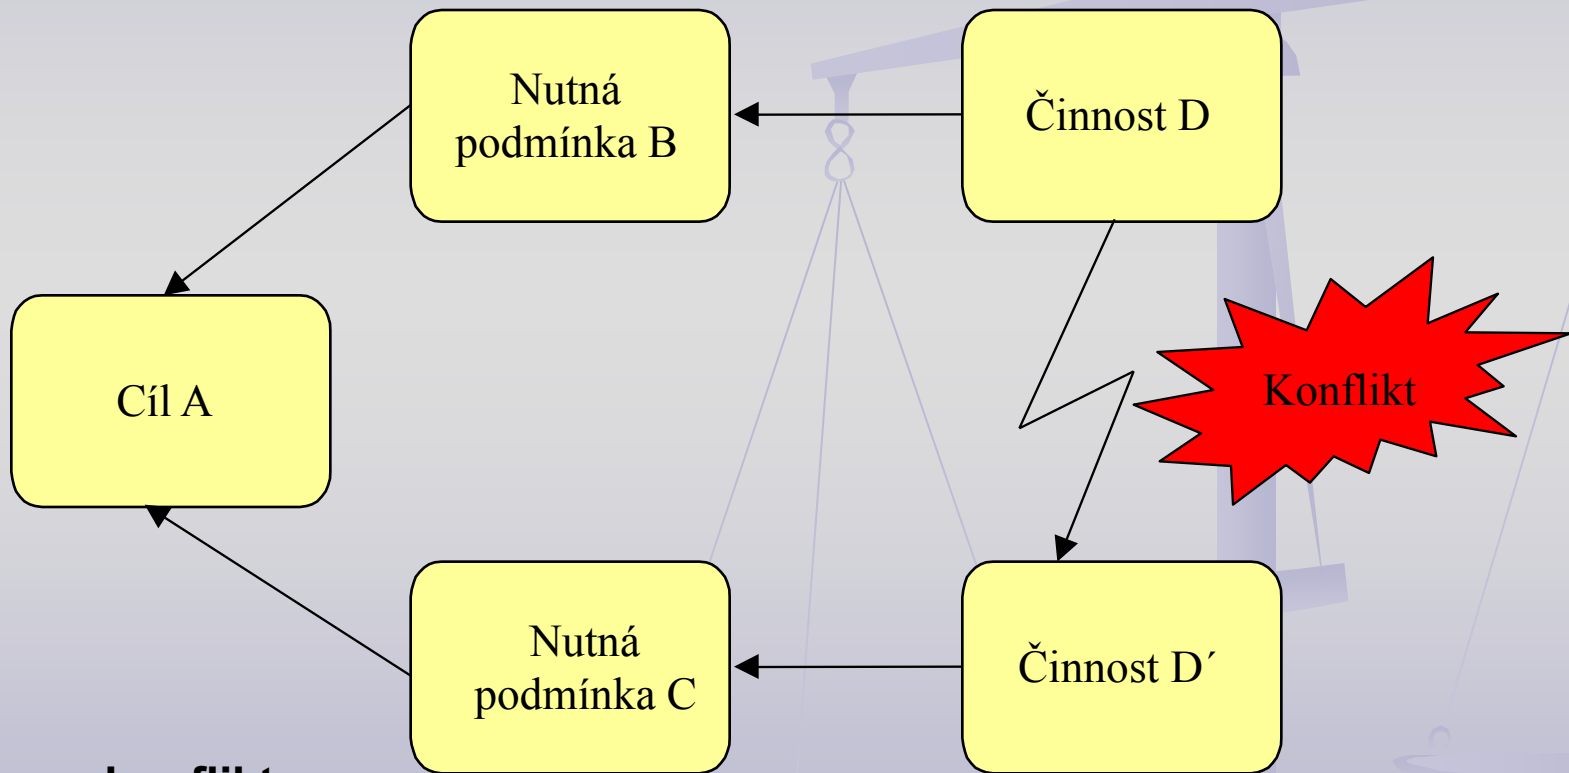 Nutná
podmínka B
Činnost D
Cíl A
Konflikt
Nutná
podmínka C
Činnost D´